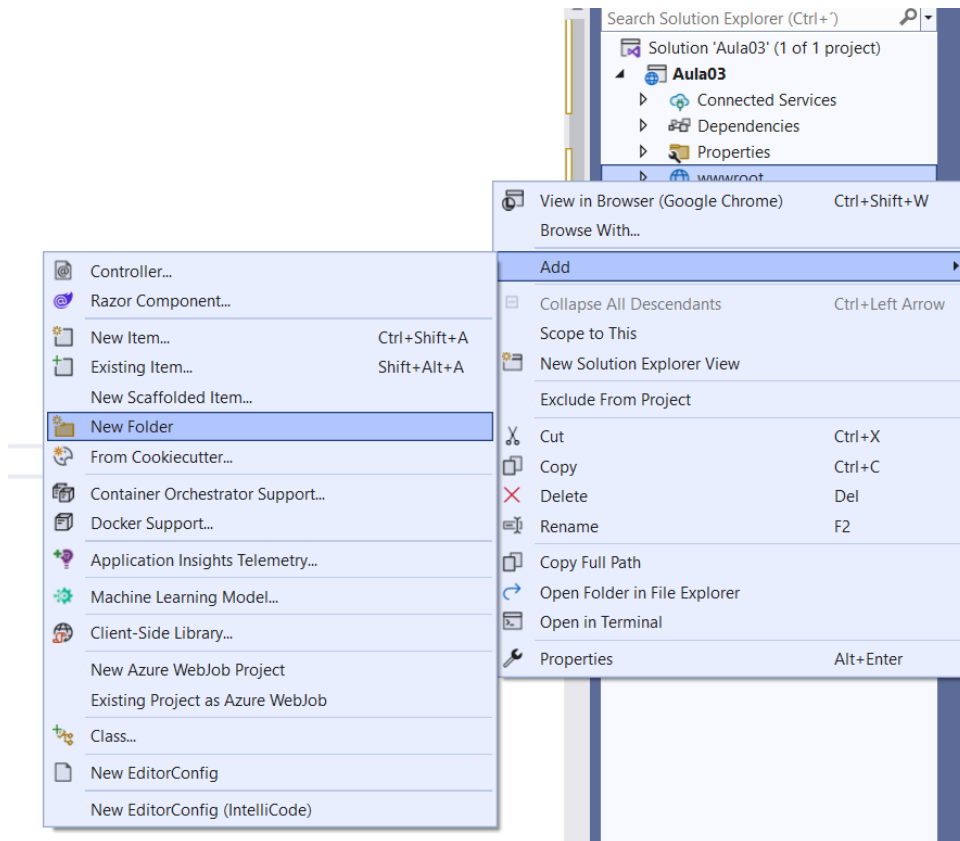 Search Solution Explorer (Ctrl+´)
Solution 'Aula03' (1 of 1 project)
Aula03
Connected Services
Dependencies
Properties
wwwroot
View in Browser (Google Chrome) Ctrl+Shift+W
Browse With...
Add
Collapse All Descendants Ctrl+Left Arrow
Scope to This
New Solution Explorer View
Exclude From Project
Cut Ctrl+X
Copy Ctrl+C
Delete Del
Rename F2
Copy Full Path
Open Folder in File Explorer
Open in Terminal
Properties Alt+Enter
Controller...
Razor Component...
New Item... Ctrl+Shift+A
Existing Item... Shift+Alt+A
New Scaffolded Item...
New Folder
From Cookiecutter...
Container Orchestrator Support...
Docker Support...
Application Insights Telemetry...
Machine Learning Model...
Client-Side Library...
New Azure WebJob Project
Existing Project as Azure WebJob
Class...
New EditorConfig
New EditorConfig (IntelliCode)